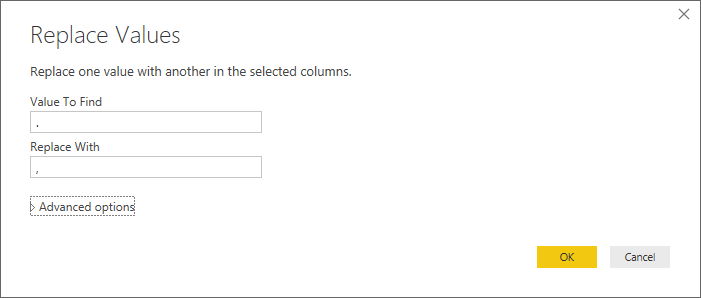 Replace Values
Replace one value with another in the selected columns.
Value To Find
.
Replace With
,
Advanced options
OK Cancel